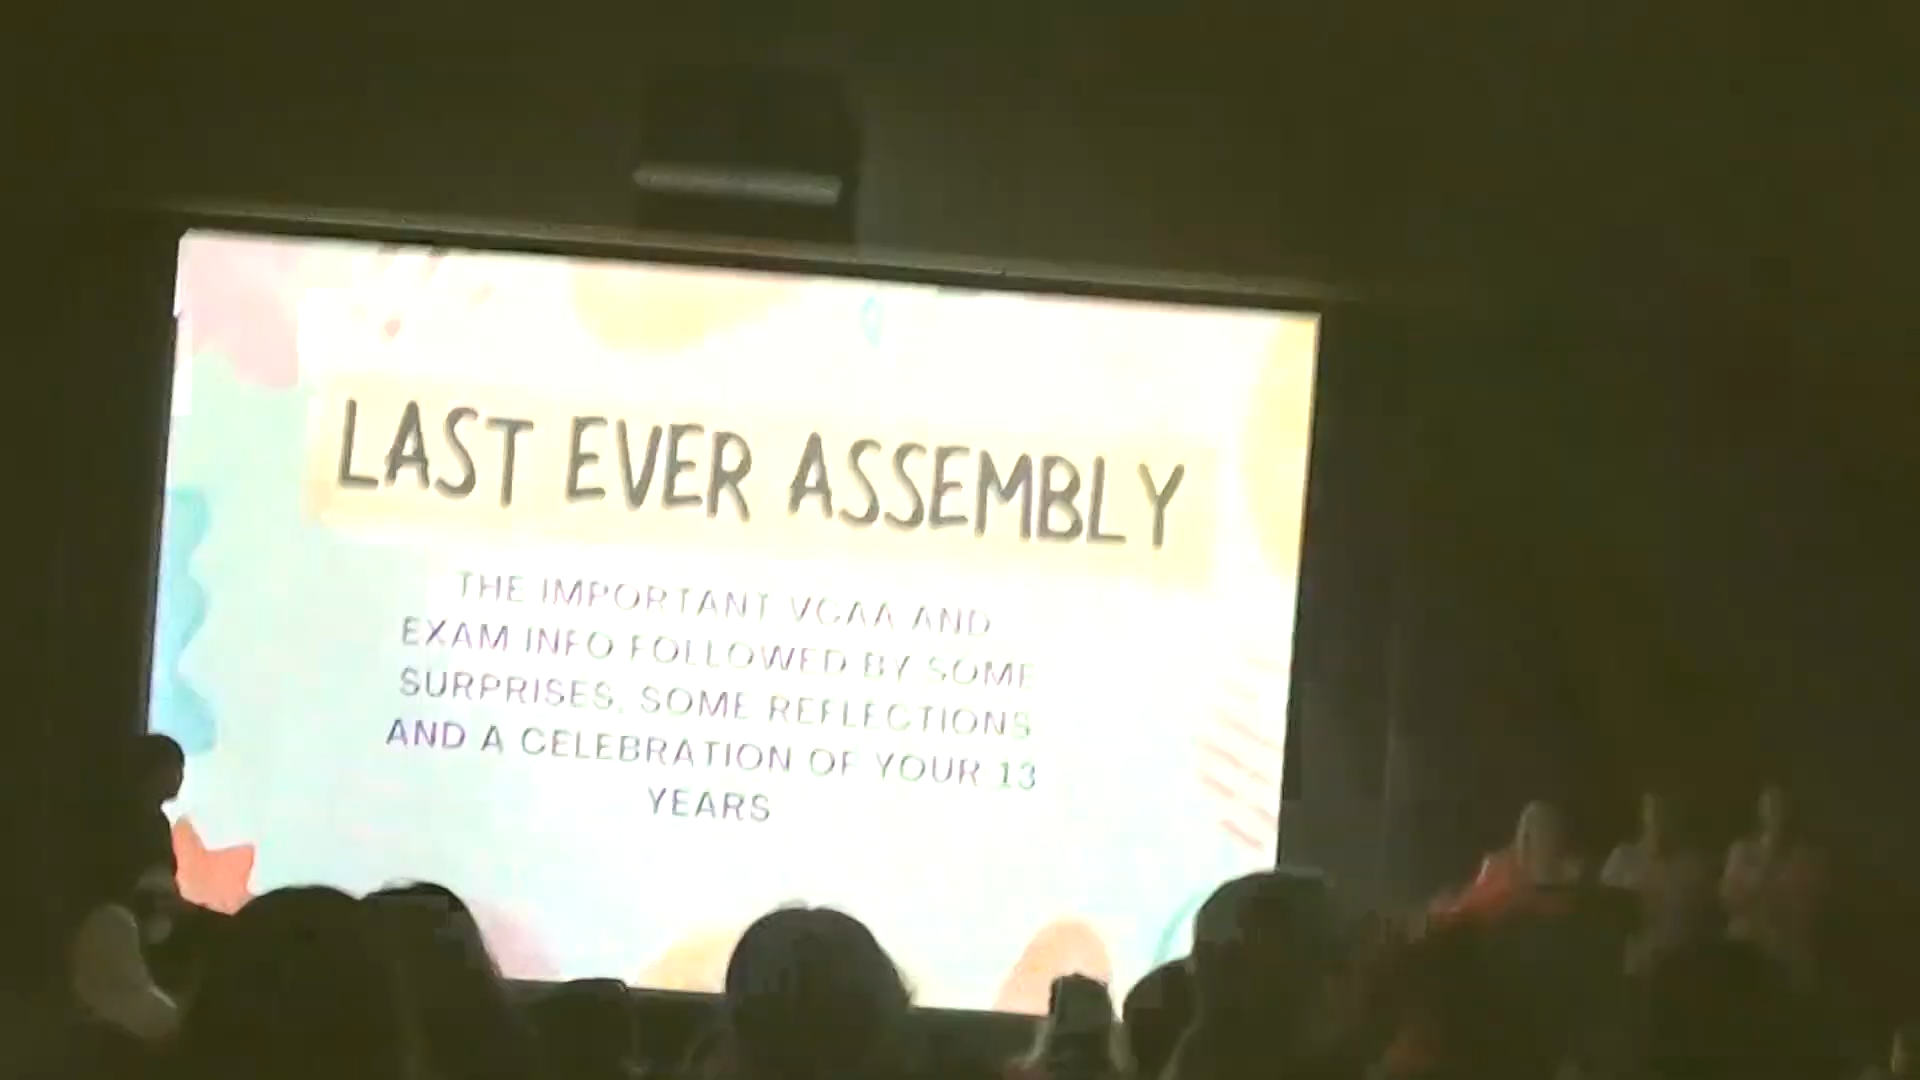 LAST EVER ASSEMBLY
THE IMPORTANT VCAA AND
EXAM INFO FOLLOWED BY SOME
SURPRISES, SOME REFLECTIONS
AND A CELEBRATION OF YOUR 13
YEARS